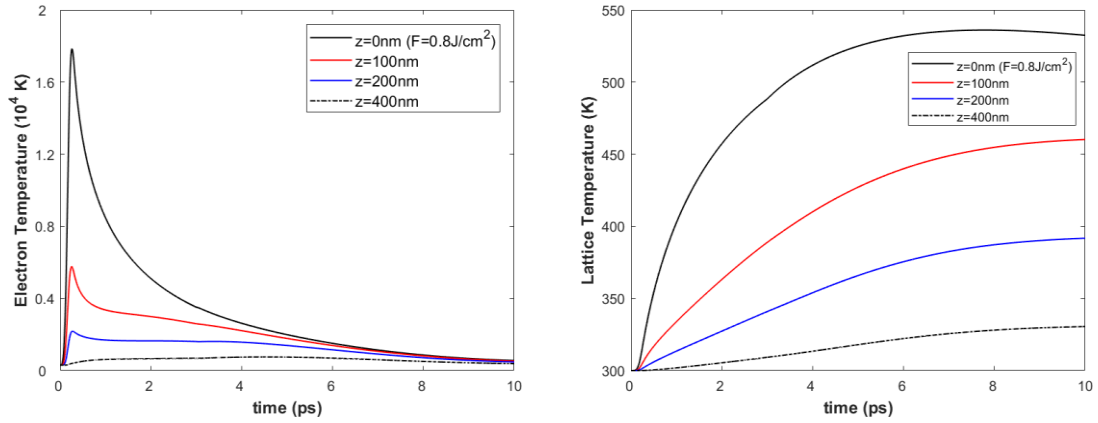 Electron Temperature (10^4 K)
2
1.6
1.2
0.8
0.4
0
0
2
4
6
8
10
time (ps)
z=0nm (F=0.8J/cm^2)
z=100nm
z=200nm
z=400nm
Lattice Temperature (K)
550
500
450
400
350
300
0
2
4
6
8
10
time (ps)
z=0nm (F=0.8J/cm^2)
z=100nm
z=200nm
z=400nm